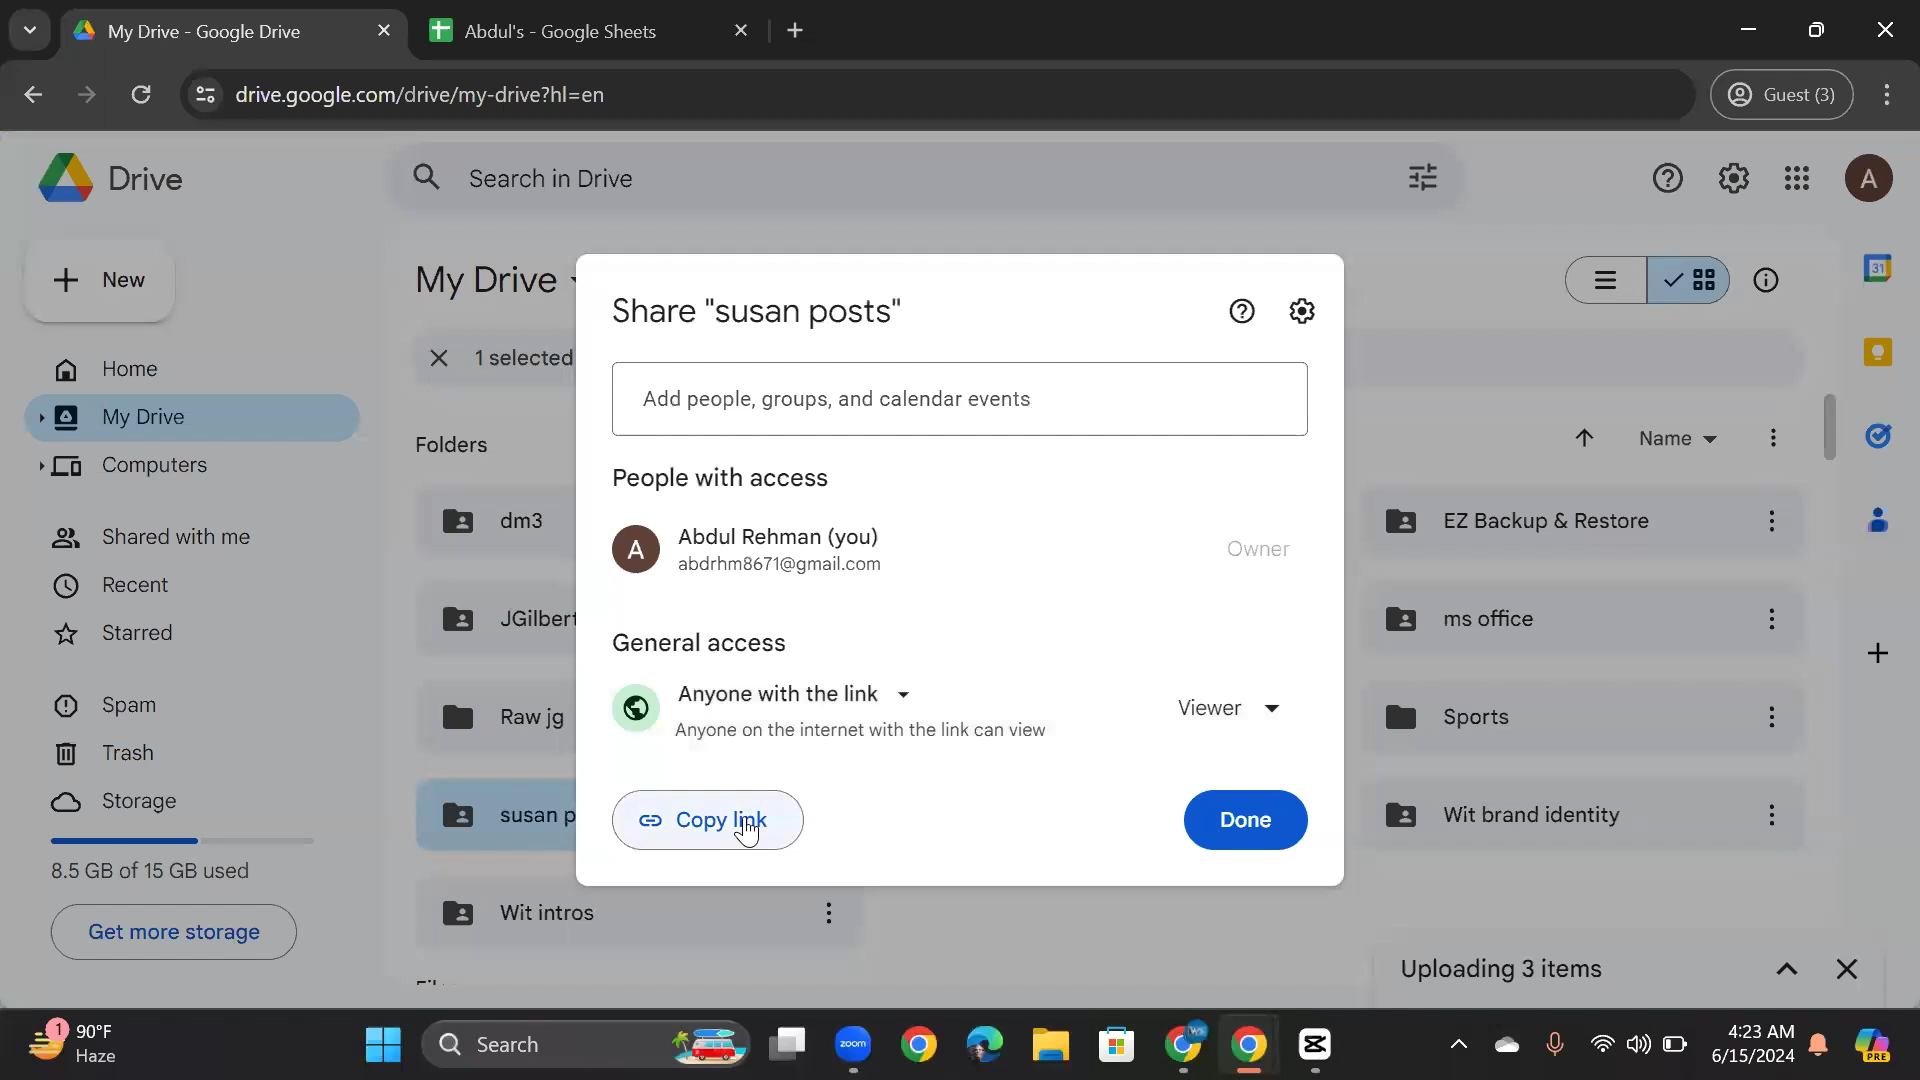 My Drive - Google Drive
Abdul's - Google Sheets
drive.google.com/drive/my-drive?hl=en
Guest (3)
Drive
Search in Drive
A
New
My Drive
31
Share "susan posts"
1 selected
Home
Add people, groups, and calendar events
My Drive
Folders
Name
Computers
People with access
dm3
Abdul Rehman (you)
abdrhm8671@gmail.com
A
Owner
EZ Backup & Restore
Shared with me
Recent
JGilbert
ms office
Starred
General access
Anyone with the link
Anyone on the internet with the link can view
Viewer
Spam
Raw jg
Sports
Trash
Storage
susan p
Copy link
Done
Wit brand identity
8.5 GB of 15 GB used
Get more storage
Wit intros
Uploading 3 items
1
90°F
Haze
Search
zoom
WS
4:23 AM
6/15/2024
PRE